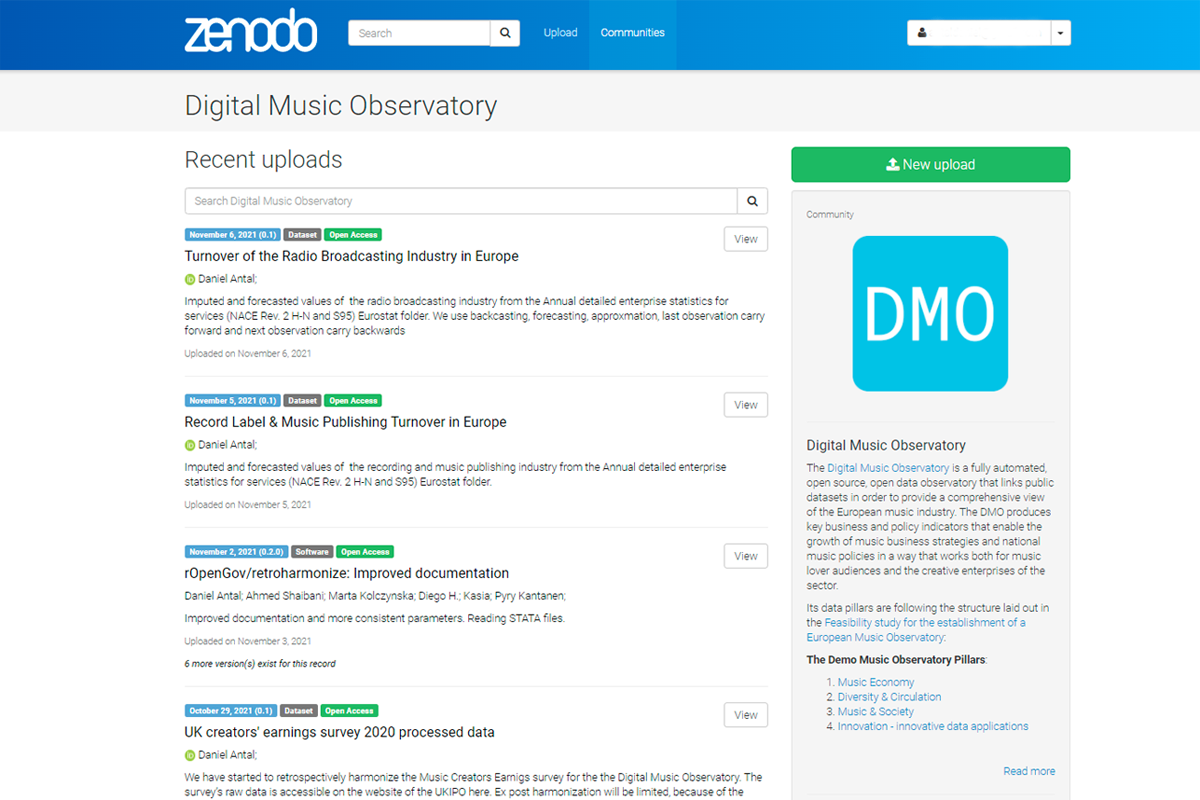 zenodo
Search
Upload
Communities
Digital Music Observatory
Recent uploads
Search Digital Music Observatory
November 6, 2021 (0.1) Dataset Open Access
View
Turnover of the Radio Broadcasting Industry in Europe
iD Daniel Antal;
Imputed and forecasted values of the radio broadcasting industry from the Annual detailed enterprise statistics for
services (NACE Rev. 2 H-N and S95) Eurostat folder. We use backcasting, forecasting, approxmation, last observation carry
forward and next observation carry backwards
Uploaded on November 6, 2021
November 5, 2021 (0.1) Dataset Open Access
View
Record Label & Music Publishing Turnover in Europe
iD Daniel Antal;
Imputed and forecasted values of the recording and music publishing industry from the Annual detailed enterprise
statistics for services (NACE Rev. 2 H-N and S95) Eurostat folder.
Uploaded on November 5, 2021
November 2, 2021 (0.2.0) Software Open Access
View
rOpenGov/retroharmonize: Improved documentation
Daniel Antal; Ahmed Shaibani; Marta Kolczynska; Diego H.; Kasia; Pyry Kantanen;
Improved documentation and more consistent parameters. Reading STATA files.
Uploaded on November 3, 2021
6 more version(s) exist for this record
October 29, 2021 (0.1) Dataset Open Access
View
UK creators' earnings survey 2020 processed data
iD Daniel Antal;
We have started to retrospectively harmonize the Music Creators Earnigs survey for the the Digital Music Observatory. The
survey's raw data is accessible on the website of the UKIPO here. Ex post harmonization will be limited, because of the
New upload
Community
DMO
Digital Music Observatory
The Digital Music Observatory is a fully automated,
open source, open data observatory that links public
datasets in order to provide a comprehensive view
of the European music industry. The DMO produces
key business and policy indicators that enable the
growth of music business strategies and national
music policies in a way that works both for music
lover audiences and the creative enterprises of the
sector.
Its data pillars are following the structure laid out in
the Feasibility study for the establishment of a
European Music Observatory:
The Demo Music Observatory Pillars:
1. Music Economy
2. Diversity & Circulation
3. Music & Society
4. Innovation - innovative data applications
Read more